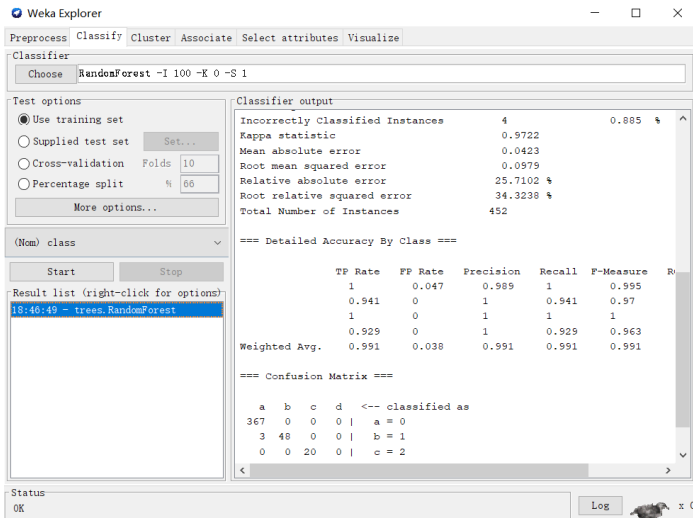 Weka Explorer
Preprocess Classify Cluster Associate Select attributes Visualize
Classifier
Choose RandomForest -I 100 -K 0 -S 1
Test options
Use training set
Supplied test set Set...
Cross-validation Folds 10
Percentage split % 66
More options...
(Nom) class
Start Stop
Result list (right-click for options)
18:46:49 - trees.RandomForest
Classifier output
Incorrectly Classified Instances 4 0.885 %
Kappa statistic 0.9722
Mean absolute error 0.0423
Root mean squared error 0.0979
Relative absolute error 25.7102 %
Root relative squared error 34.3238 %
Total Number of Instances 452
=== Detailed Accuracy By Class ===
TP Rate FP Rate Precision Recall F-Measure
1 0.047 0.989 1 0.995
0.941 0 1 0.941 0.97
1 0 1 1 1
0.929 0 1 0.929 0.963
Weighted Avg. 0.991 0.038 0.991 0.991 0.991
=== Confusion Matrix ===
a b c d <-- classified as
367 0 0 0 | a = 0
3 48 0 0 | b = 1
0 0 20 0 | c = 2
Status
OK
Log x